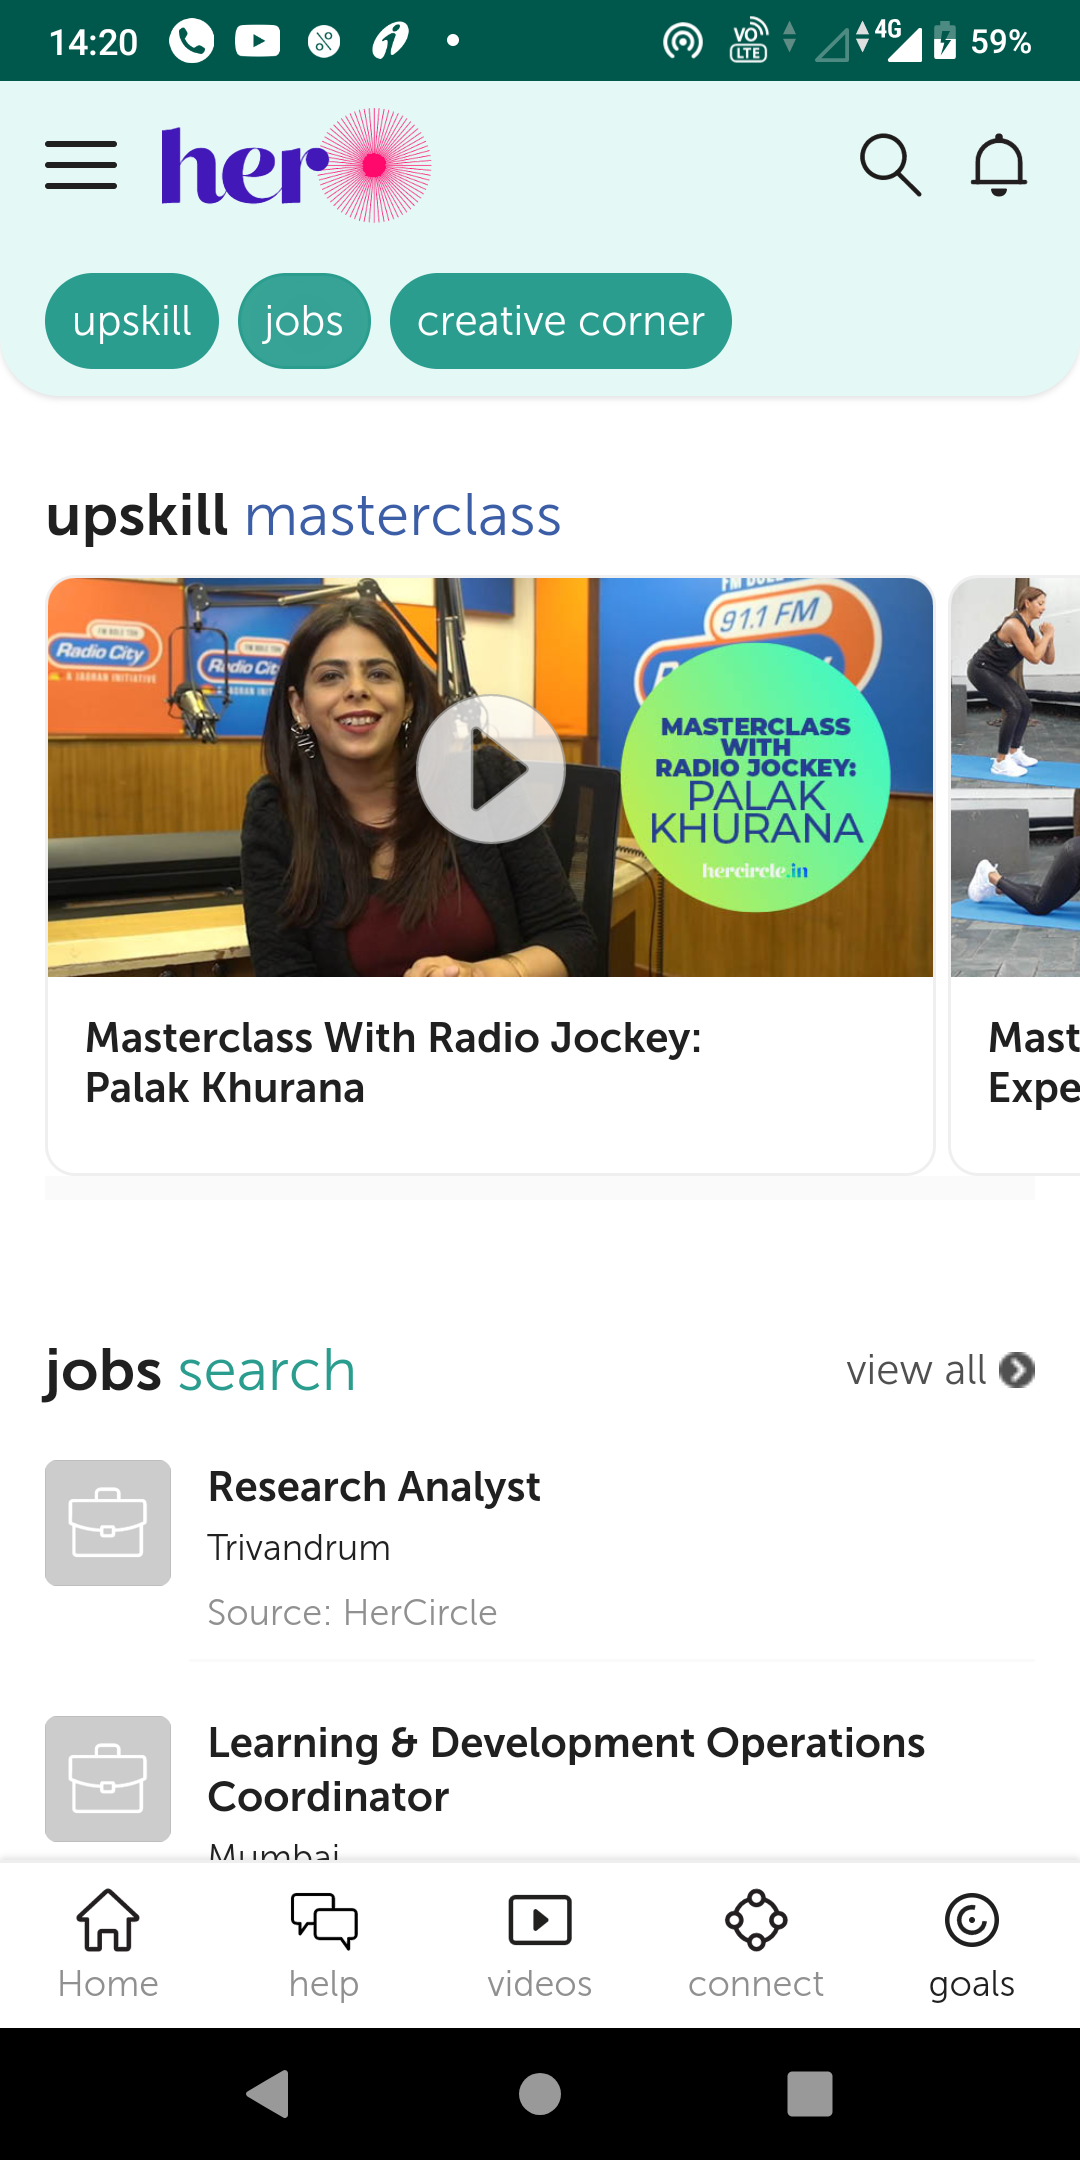 14:20
VO LTE
4G
59%
her
upskill
jobs
creative corner
upskill masterclass
Radio City
Radio Cit
91.1 FM
MASTERCLASS
WITH
RADIO JOCKEY:
PALAK
KHURANA
hercircle.in
Masterclass With Radio Jockey:
Palak Khurana
Mast
Expe
jobs search
view all
Research Analyst
Trivandrum
Source: HerCircle
Learning & Development Operations
Coordinator
Mumbai
Home
help
videos
connect
goals